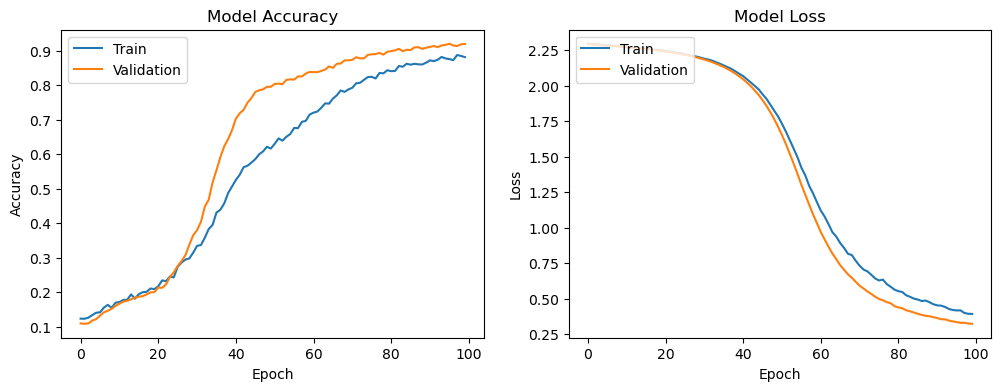 Model Accuracy
Train
Validation
Accuracy
0.9
0.8
0.7
0.6
0.5
0.4
0.3
0.2
0.1
0 20 40 60 80 100
Epoch
Model Loss
Train
Validation
Loss
2.25
2.00
1.75
1.50
1.25
1.00
0.75
0.50
0.25
0 20 40 60 80 100
Epoch